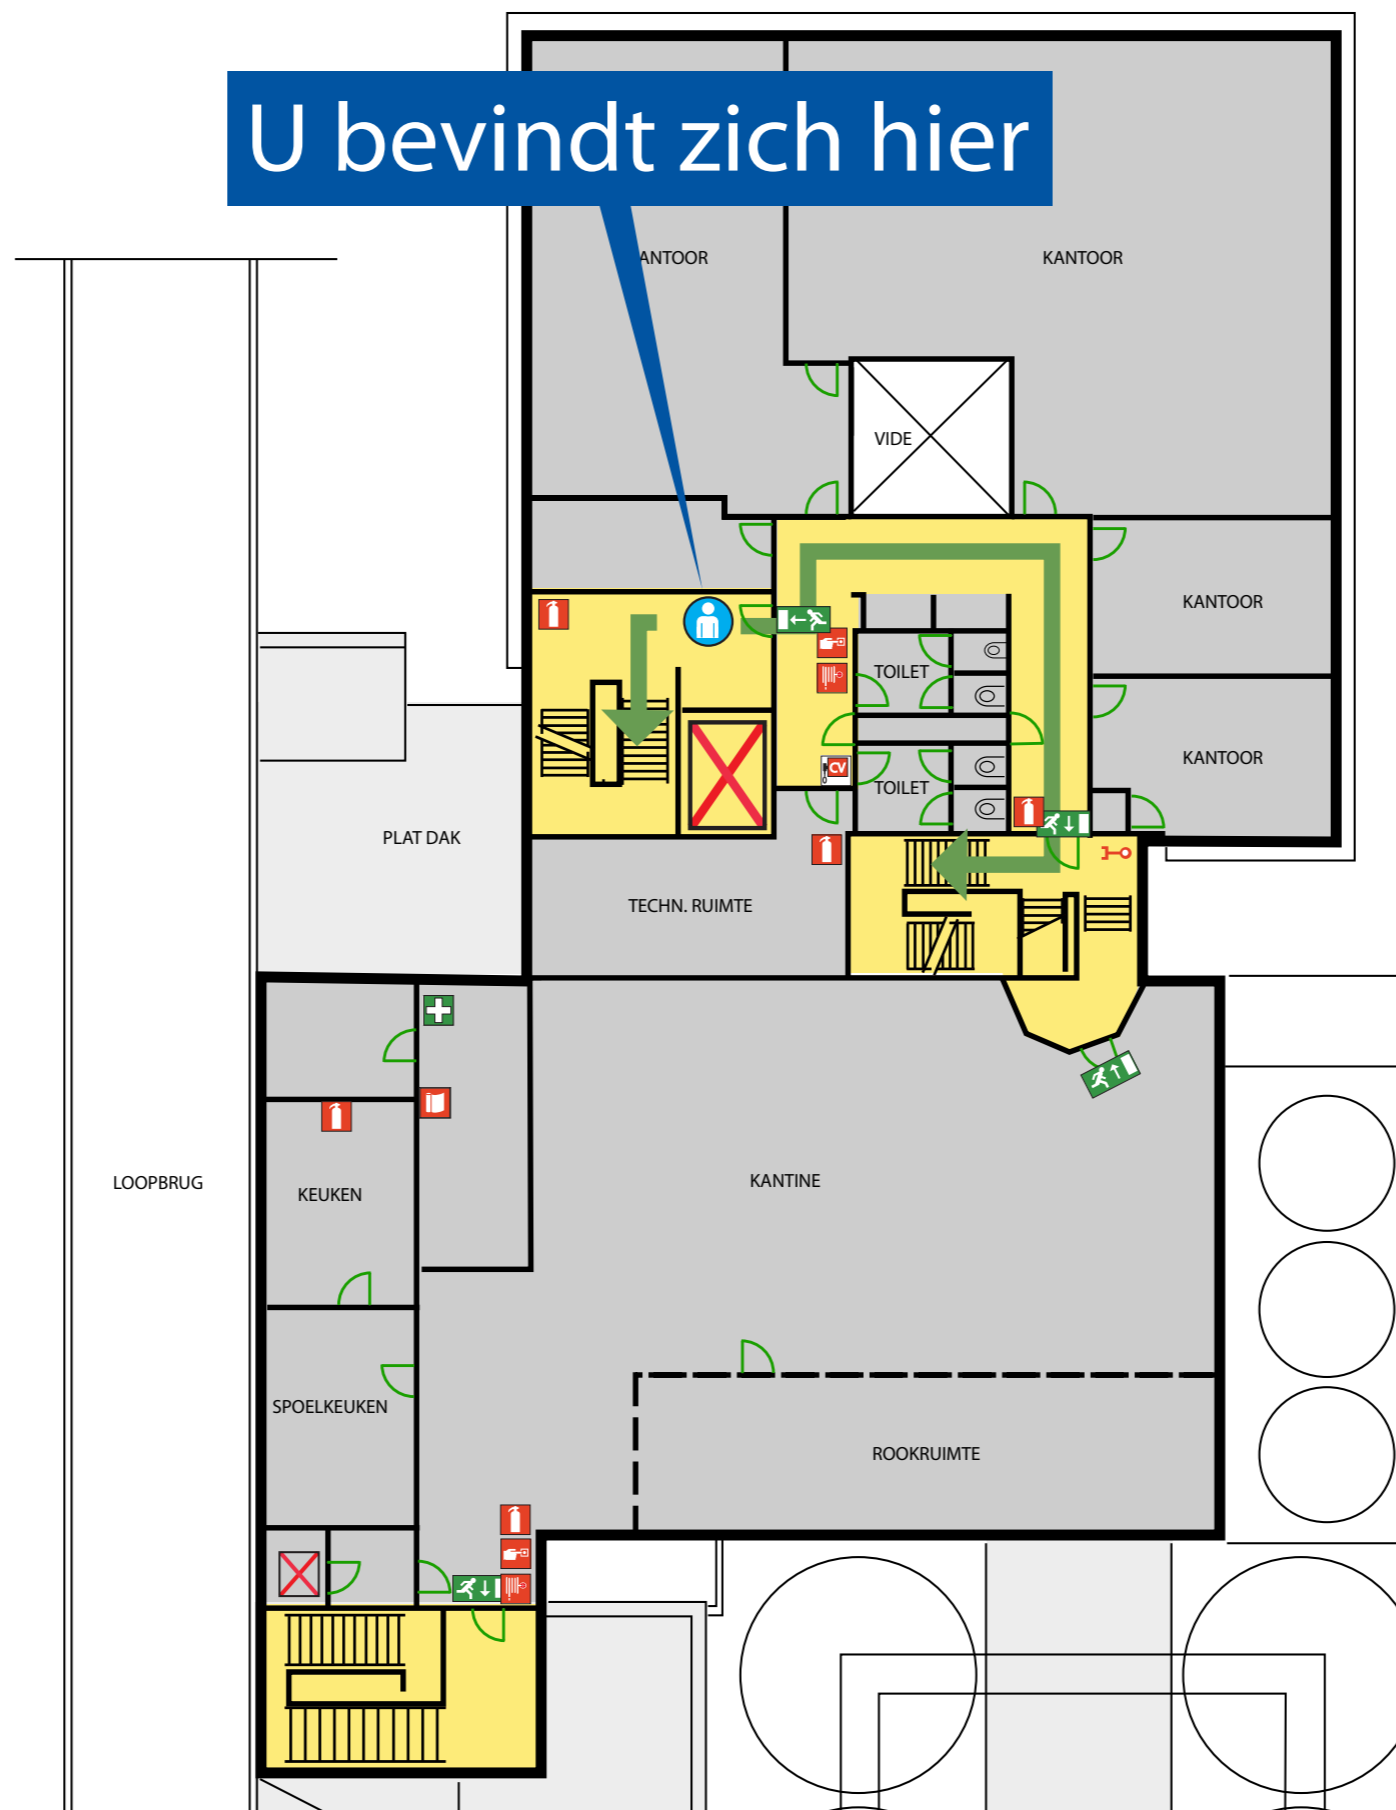 U bevindt zich hier
ANTOOR
KANTOOR
VIDE
KANTOOR
TOILET
KANTOOR
CV
TOILET
PLAT DAK
TECHN. RUIMTE
LOOPBRUG
KEUKEN
KANTINE
SPOELKEUKEN
ROOKRUIMTE